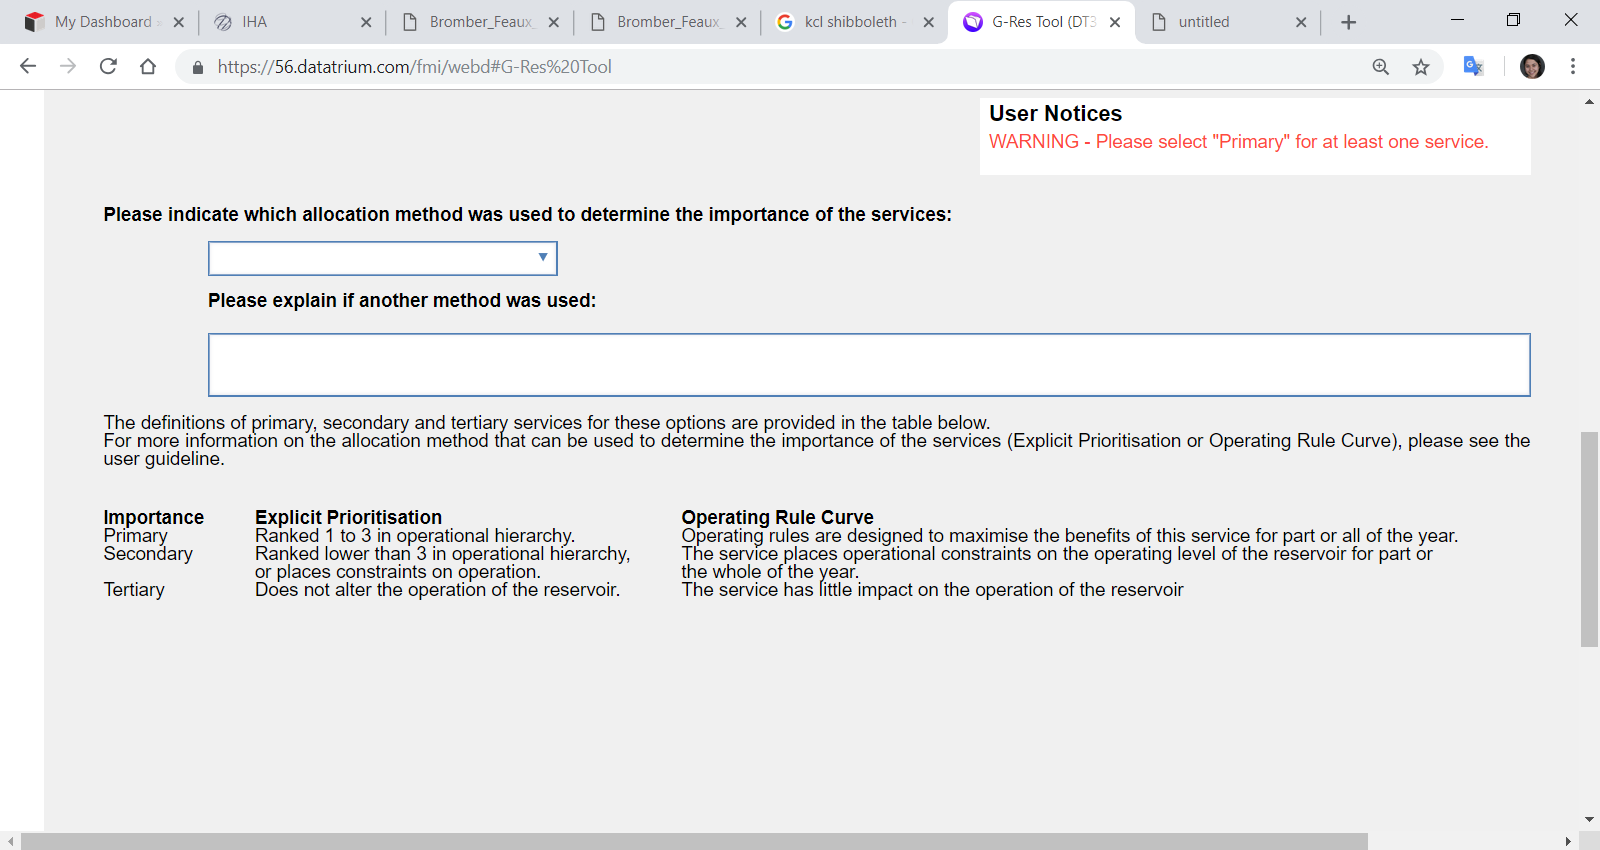 My Dashboard
IHA
Bromber_Feaux_
Bromber_Feaux_
kcl shibboleth -
G-Res Tool (DT3
untitled
https://56.datatrium.com/fmi/webd#G-Res%20Tool
User Notices
WARNING - Please select "Primary" for at least one service.
Please indicate which allocation method was used to determine the importance of the services:
Please explain if another method was used:
The definitions of primary, secondary and tertiary services for these options are provided in the table below.
For more information on the allocation method that can be used to determine the importance of the services (Explicit Prioritisation or Operating Rule Curve), please see the
user guideline.
Importance Explicit Prioritisation Operating Rule Curve
Primary Ranked 1 to 3 in operational hierarchy. Operating rules are designed to maximise the benefits of this service for part or all of the year.
Secondary Ranked lower than 3 in operational hierarchy, The service places operational constraints on the operating level of the reservoir for part or
or places constraints on operation. the whole of the year.
Tertiary Does not alter the operation of the reservoir. The service has little impact on the operation of the reservoir